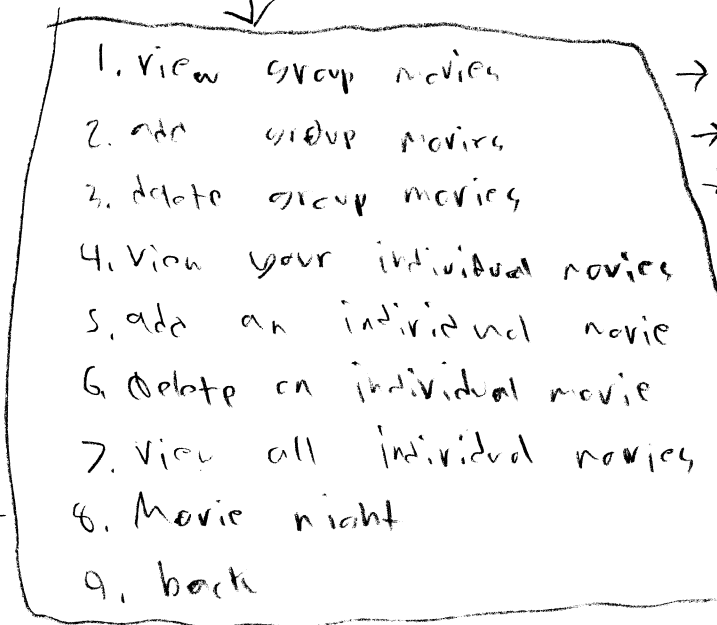 1. View group movies
2. add group movies
3. delete group movies
4. View your individual movies
5. add an individual movie
6. Delete an individual movie
7. View all individual movies
8. Movie night
9. back